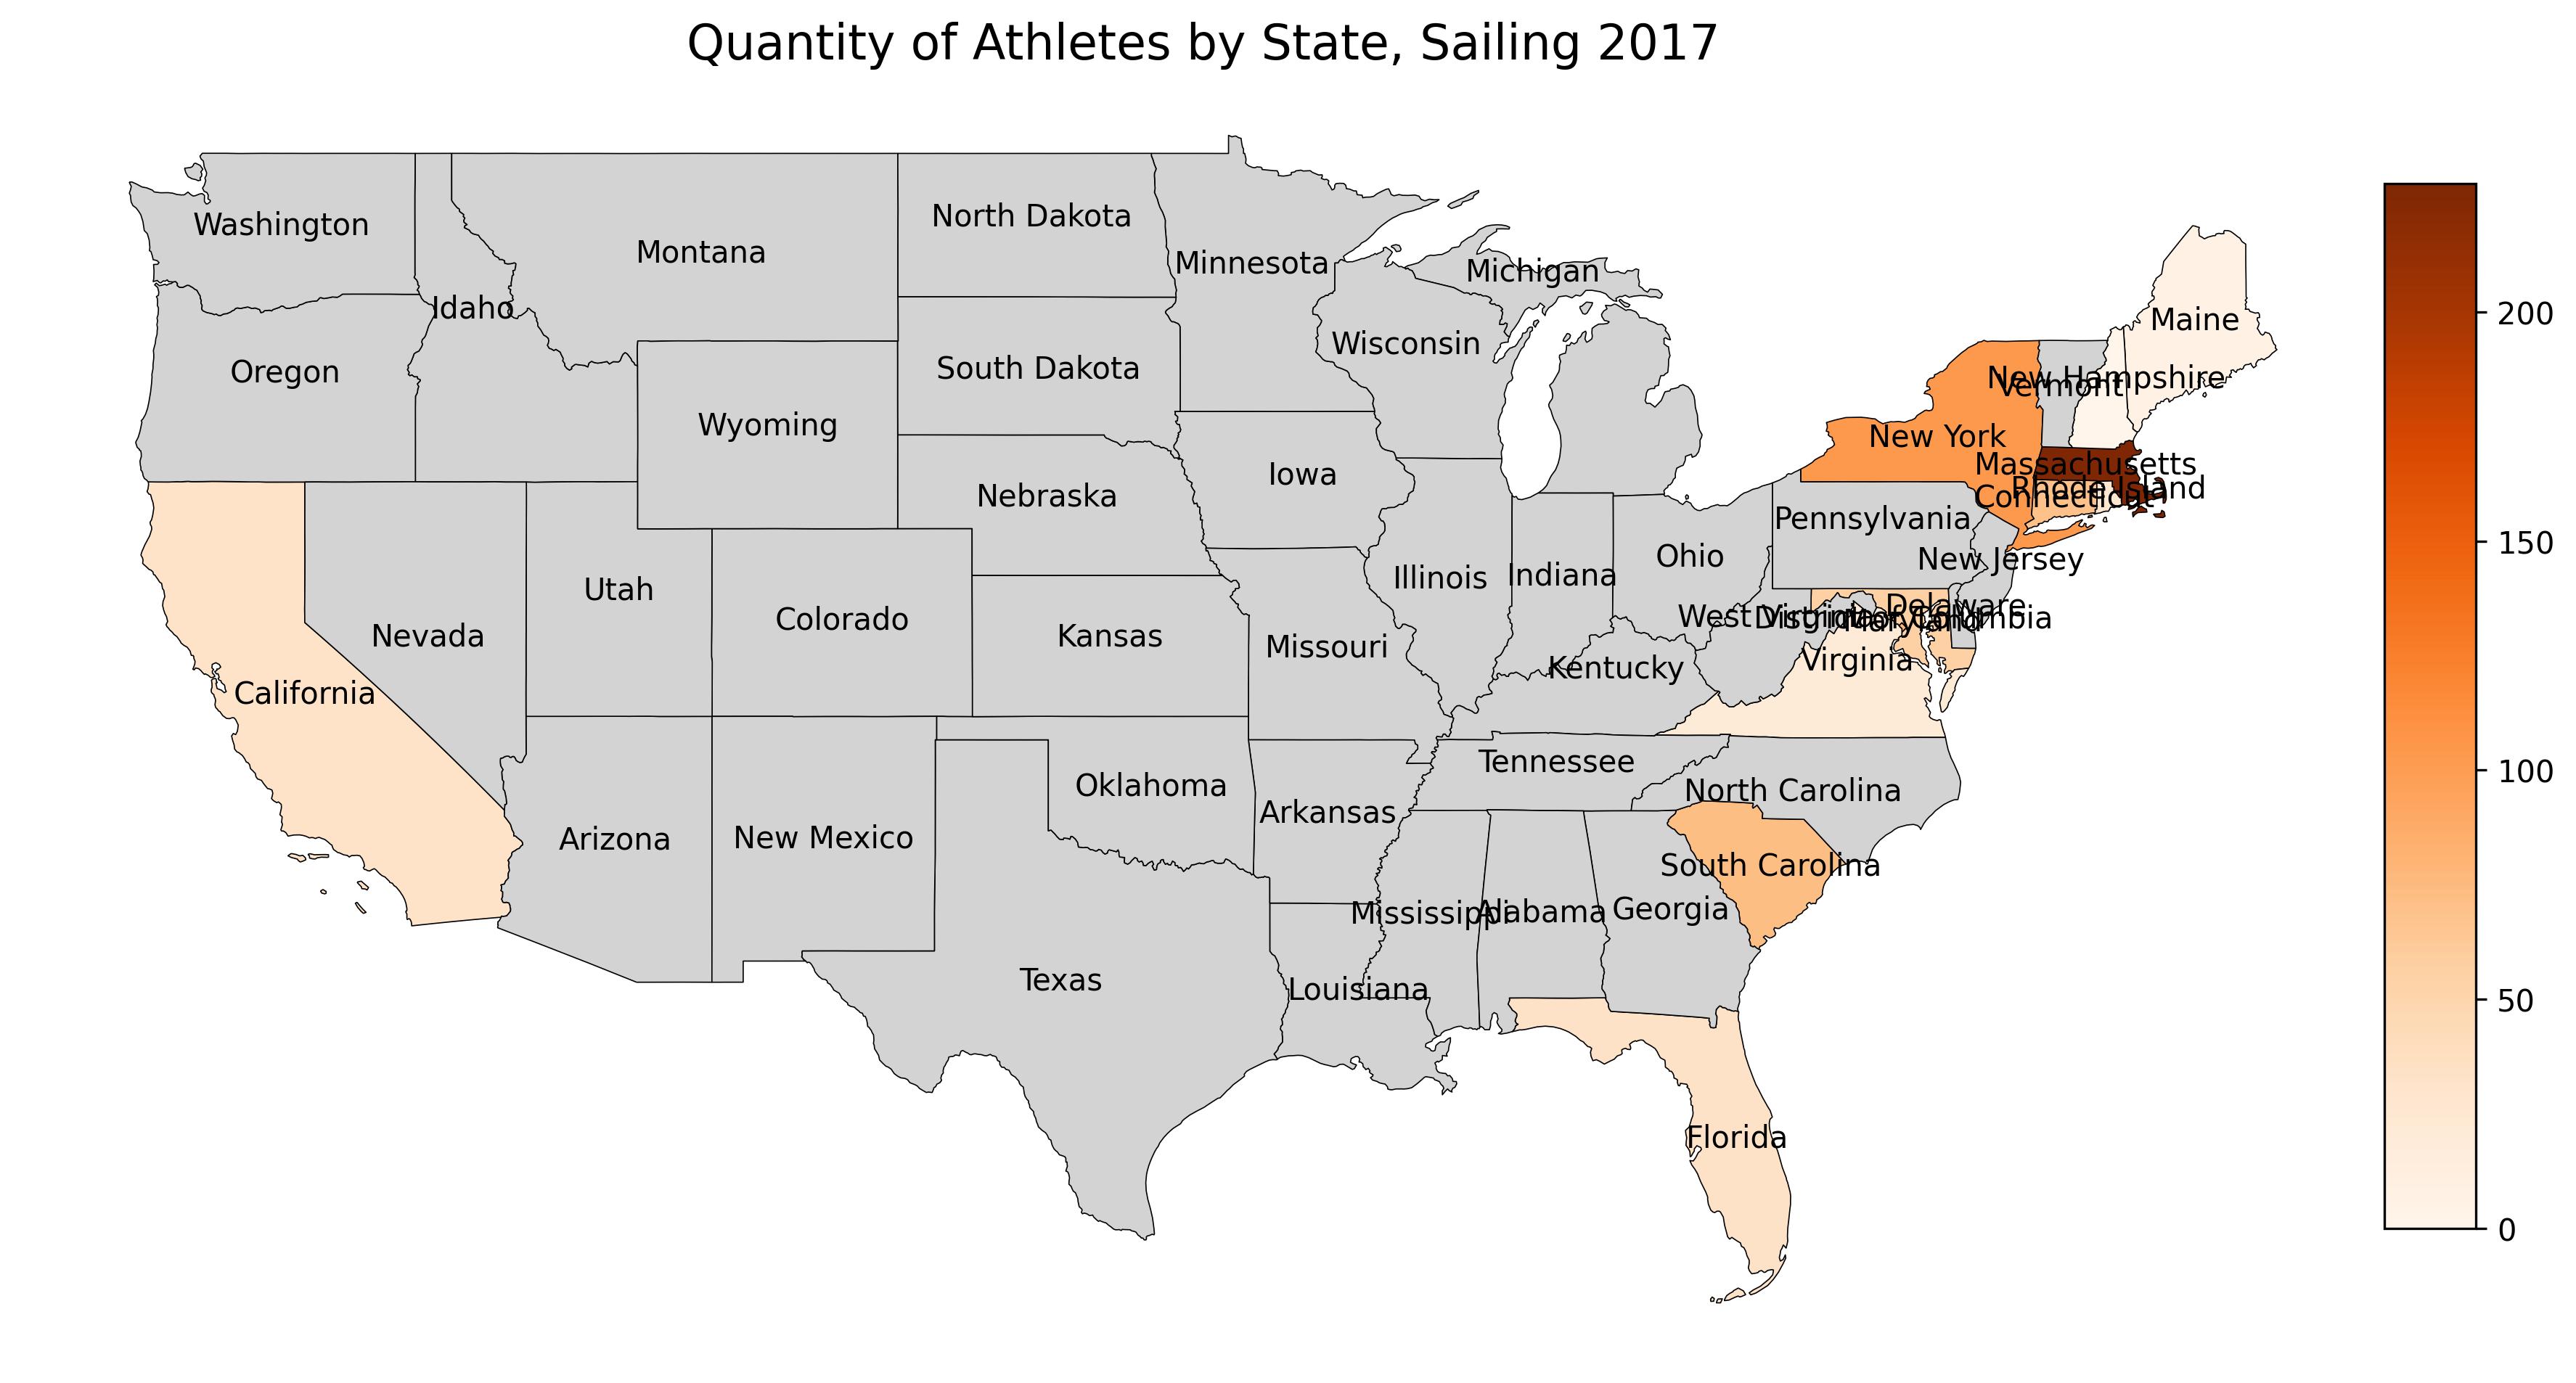 Quantity of Athletes by State, Sailing 2017
Washington
Montana
North Dakota
Minnesota
Michigan
Idaho
Maine
Oregon
South Dakota
Wisconsin
New Hampshire
Vermont
Wyoming
New York
Iowa
Massachusetts
Nebraska
Rhode Island
Connecticut
Pennsylvania
Ohio
New Jersey
Illinois
Indiana
Utah
Colorado
Kansas
Nevada
Missouri
West Virginia
District of Columbia
Maryland
Delaware
Virginia
Kentucky
California
Tennessee
Oklahoma
North Carolina
Arkansas
Arizona
New Mexico
South Carolina
Mississippi
Alabama
Georgia
Texas
Louisiana
Florida
200
150
100
50
0